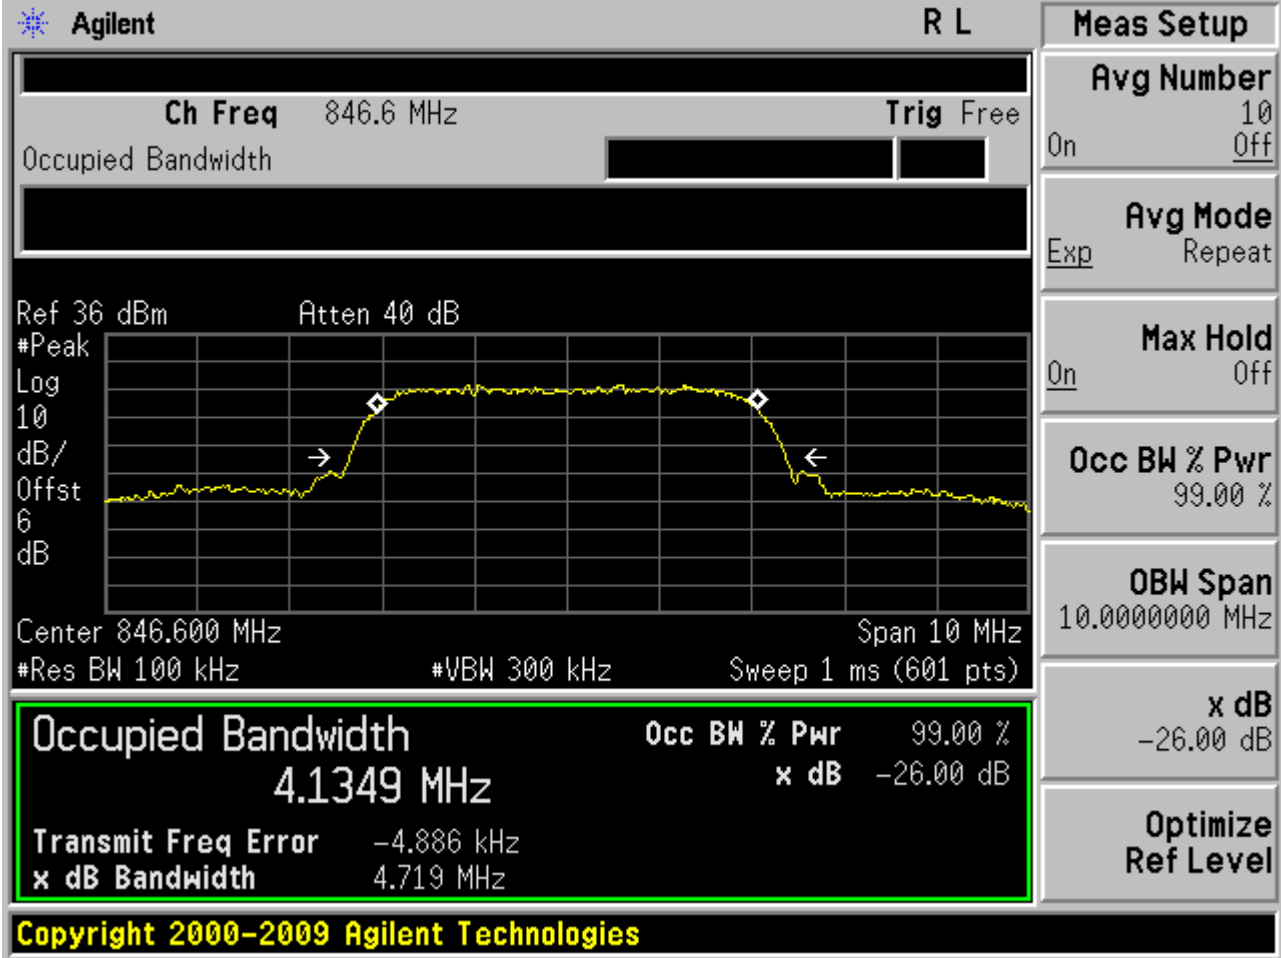 Agilent
R L
Meas Setup
Ch Freq 846.6 MHz
Trig Free
Occupied Bandwidth
Avg Number
10
On Off
Avg Mode
Exp Repeat
Max Hold
On Off
Occ BW % Pwr
99.00 %
OBW Span
10.0000000 MHz
x dB
-26.00 dB
Optimize
Ref Level
Ref 36 dBm
Atten 40 dB
#Peak
Log
10
dB/
Offst
6
dB
Center 846.600 MHz
Span 10 MHz
#Res BW 100 kHz
#VBW 300 kHz
Sweep 1 ms (601 pts)
Occupied Bandwidth
4.1349 MHz
Occ BW % Pwr 99.00 %
x dB -26.00 dB
Transmit Freq Error -4.886 kHz
x dB Bandwidth 4.719 MHz
Copyright 2000-2009 Agilent Technologies